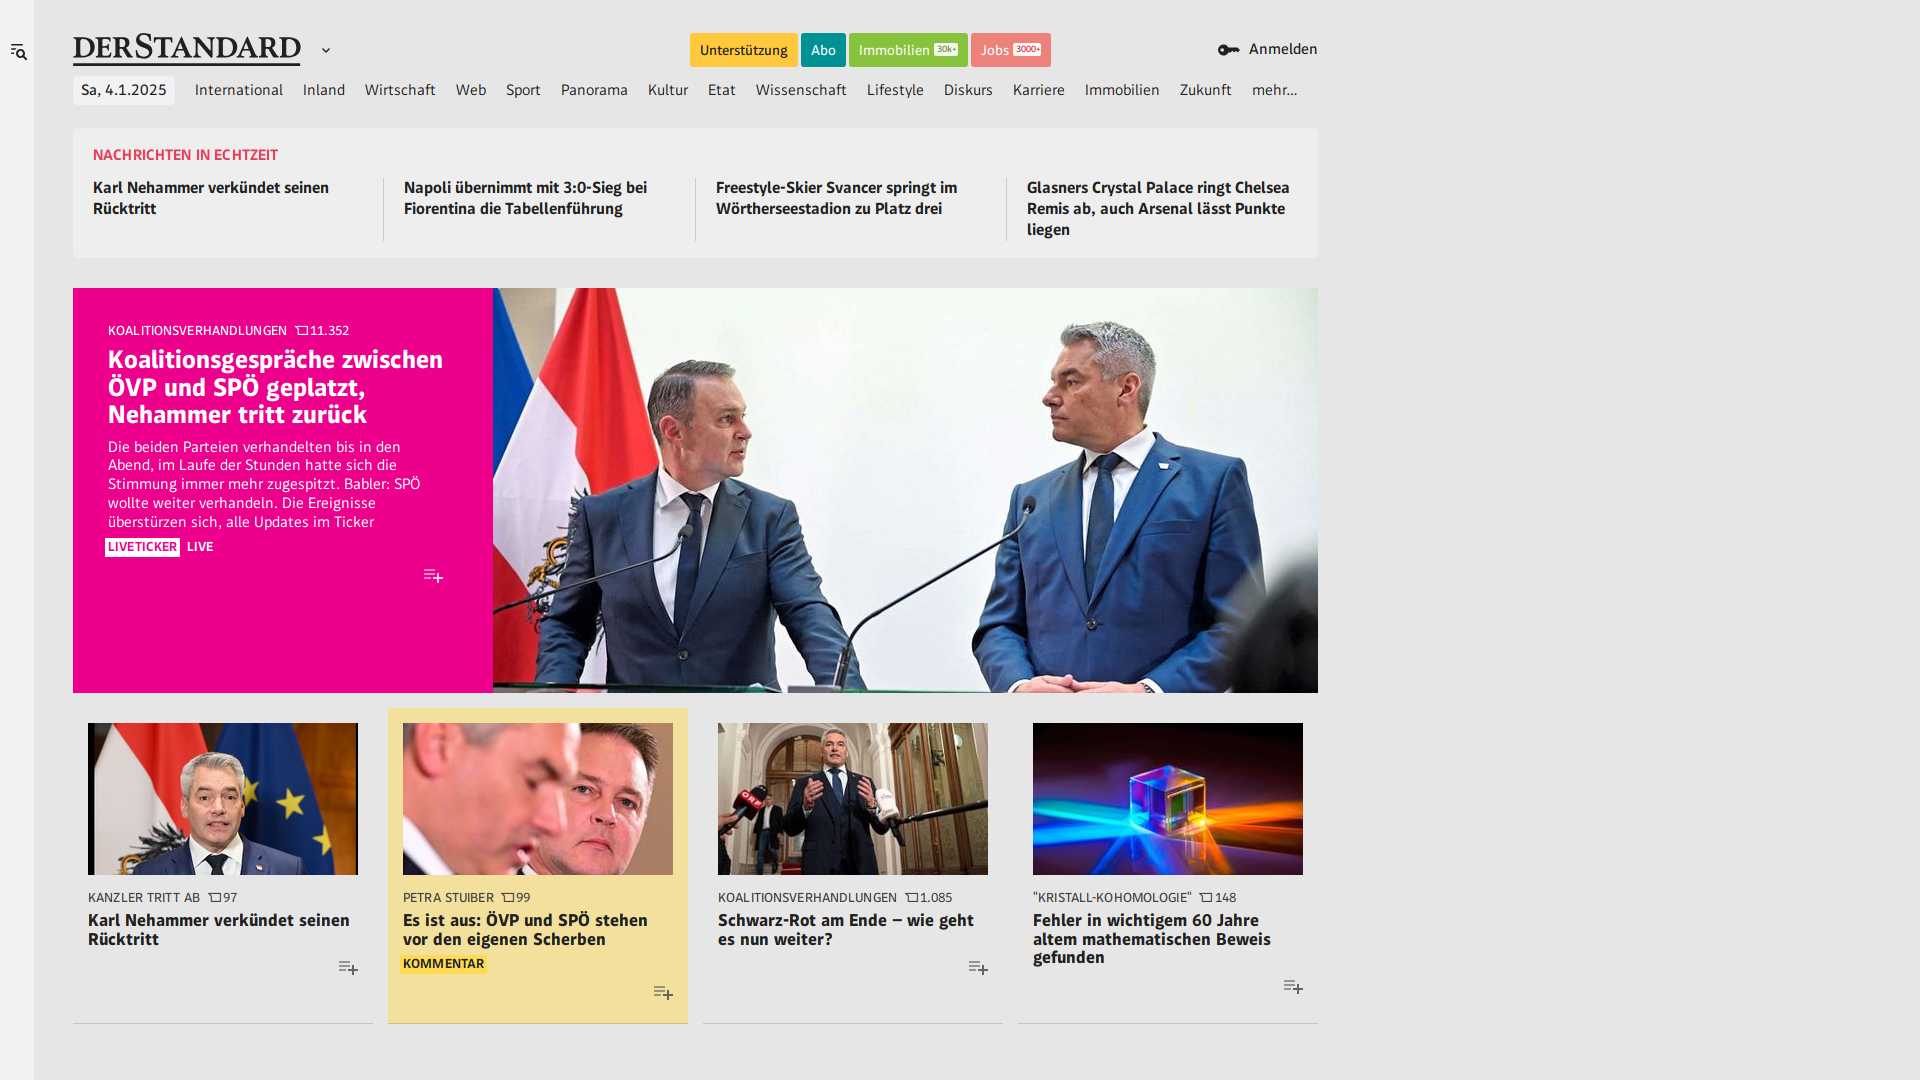 DERSTANDARD
Unterstützung
Abo
Immobilien 30k+
Jobs 3000+
Anmelden
Sa, 4.1.2025
International
Inland
Wirtschaft
Web
Sport
Panorama
Kultur
Etat
Wissenschaft
Lifestyle
Diskurs
Karriere
Immobilien
Zukunft
mehr...
NACHRICHTEN IN ECHTZEIT
Karl Nehammer verkündet seinen
Rücktritt
Napoli übernimmt mit 3:0-Sieg bei
Fiorentina die Tabellenführung
Freestyle-Skier Svancer springt im
Wörtherseestadion zu Platz drei
Glasners Crystal Palace ringt Chelsea
Remis ab, auch Arsenal lässt Punkte
liegen
KOALITIONSVERHANDLUNGEN 11.352
Koalitionsgespräche zwischen
ÖVP und SPÖ geplatzt,
Nehammer tritt zurück
Die beiden Parteien verhandelten bis in den
Abend, im Laufe der Stunden hatte sich die
Stimmung immer mehr zugespitzt. Babler: SPÖ
wollte weiter verhandeln. Die Ereignisse
überstürzen sich, alle Updates im Ticker
LIVETICKER LIVE
KANZLER TRITT AB 97
Karl Nehammer verkündet seinen
Rücktritt
PETRA STUIBER 99
Es ist aus: ÖVP und SPÖ stehen
vor den eigenen Scherben
KOMMENTAR
ORF
KOALITIONSVERHANDLUNGEN 1.085
Schwarz-Rot am Ende – wie geht
es nun weiter?
"KRISTALL-KOHOMOLOGIE" 148
Fehler in wichtigem 60 Jahre
altem mathematischen Beweis
gefunden